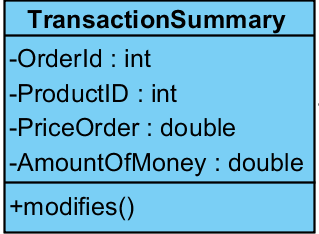 TransactionSummary
-OrderId : int
-ProductID : int
-PriceOrder : double
-AmountOfMoney : double
+modifies()